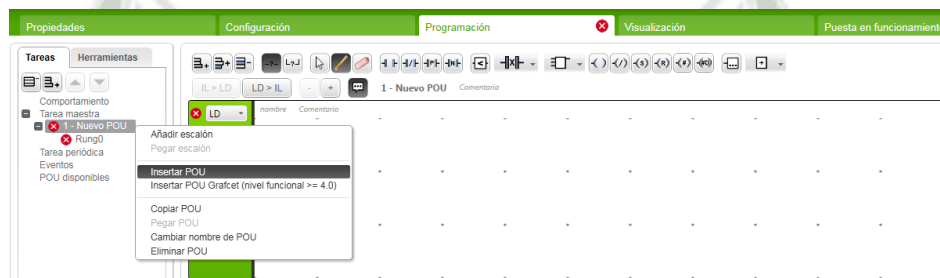 Propiedades Configuración Programación Visualización Puesta en funcionamiento
Tareas Herramientas
IL > LD LD > IL - + 1 - Nuevo POU Comentario
Comportamiento
Tarea maestra
1 - Nuevo POU
Rung0
Tarea periódica
Eventos
POU disponibles
LD nombre Comentario
Añadir escalón
Pegar escalón
Insertar POU
Insertar POU Grafcet (nivel funcional >= 4.0)
Copiar POU
Pegar POU
Cambiar nombre de POU
Eliminar POU